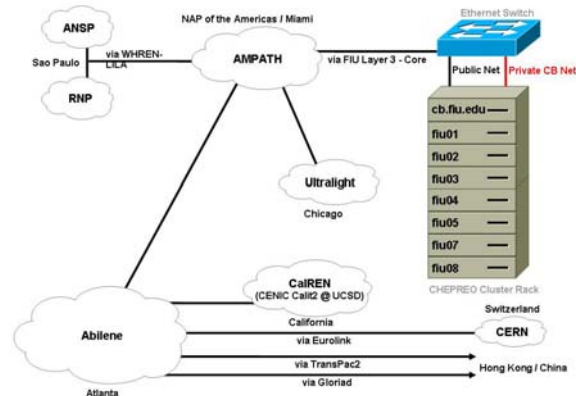 Ethernet Switch
ANSP
NAP of the Americas / Miami
Sao Paulo
via WHREN-
LILA
AMPATH
via FIU Layer 3 - Core
Public Net
Private CB Net
RNP
cb.fiu.edu
fiu01
fiu02
fiu03
fiu04
fiu05
fiu07
fiu08
CHEPREO Cluster Rack
Ultralight
Chicago
CalREN
(CENIC Calit2 @ UCSD)
California
Switzerland
CERN
Abilene
via Eurolink
via TransPac2
Hong Kong / China
via Gloriad
Atlanta